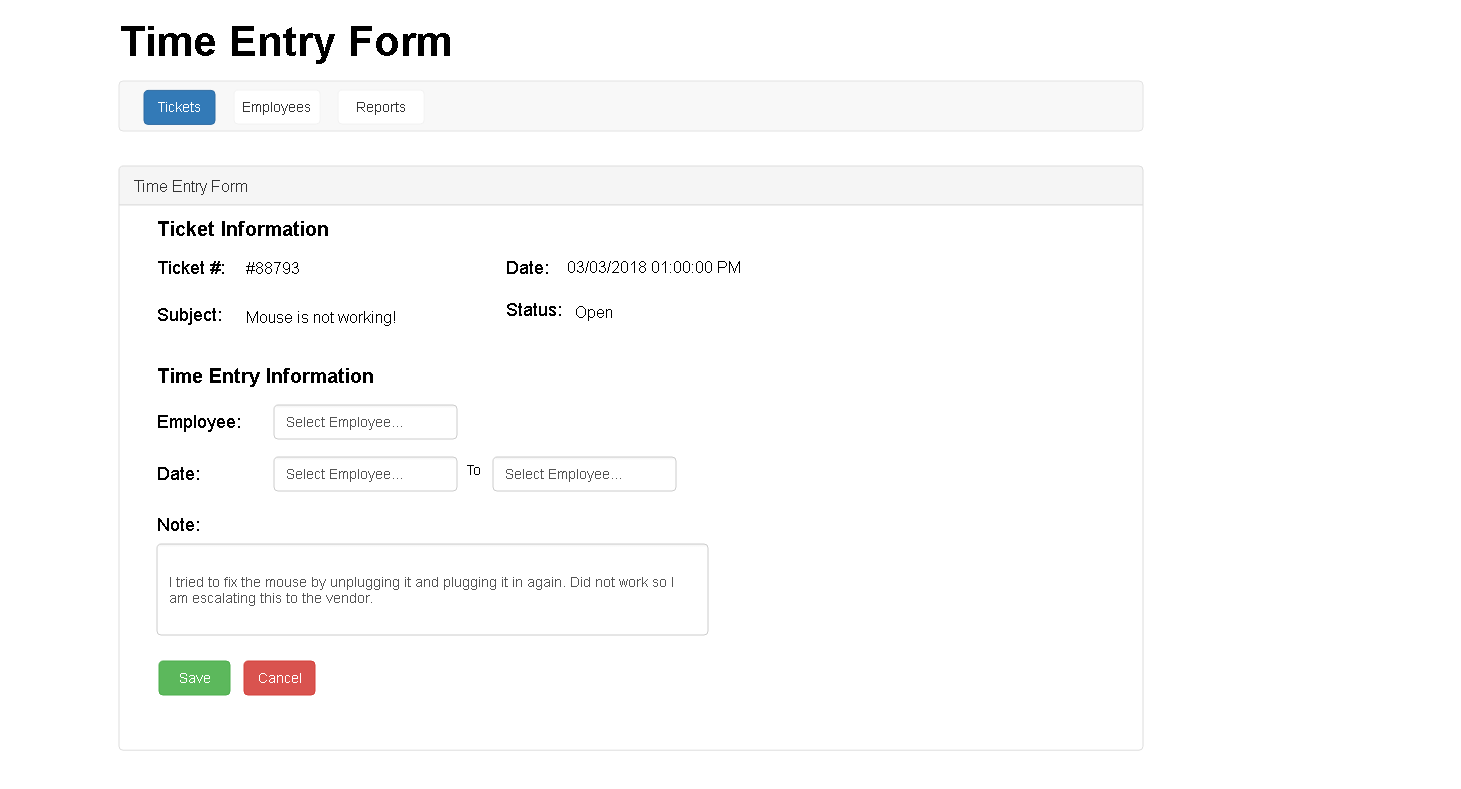 Time Entry Form
Tickets Employees Reports
Time Entry Form
Ticket Information
Ticket #: #88793 Date: 03/03/2018 01:00:00 PM
Subject: Mouse is not working! Status: Open
Time Entry Information
Employee: Select Employee...
Date: Select Employee... To Select Employee...
Note:
I tried to fix the mouse by unplugging it and plugging it in again. Did not work so I
am escalating this to the vendor.
Save Cancel